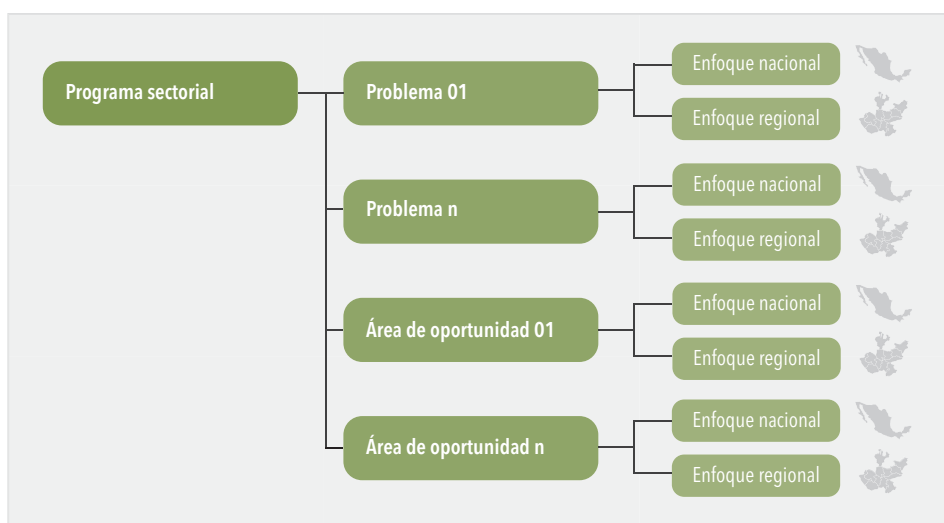 Programa sectorial
Problema 01
Enfoque nacional
Enfoque regional
Problema n
Enfoque nacional
Enfoque regional
Área de oportunidad 01
Enfoque nacional
Enfoque regional
Área de oportunidad n
Enfoque nacional
Enfoque regional